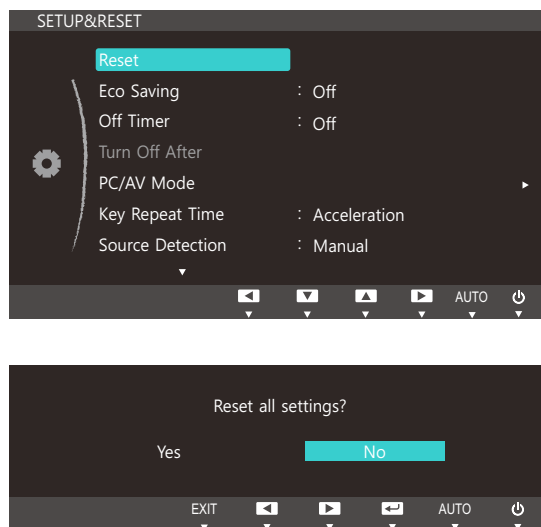 SETUP&RESET
Reset
Eco Saving : Off
Off Timer : Off
Turn Off After
PC/AV Mode
Key Repeat Time : Acceleration
Source Detection : Manual
AUTO
Reset all settings?
Yes No
EXIT AUTO